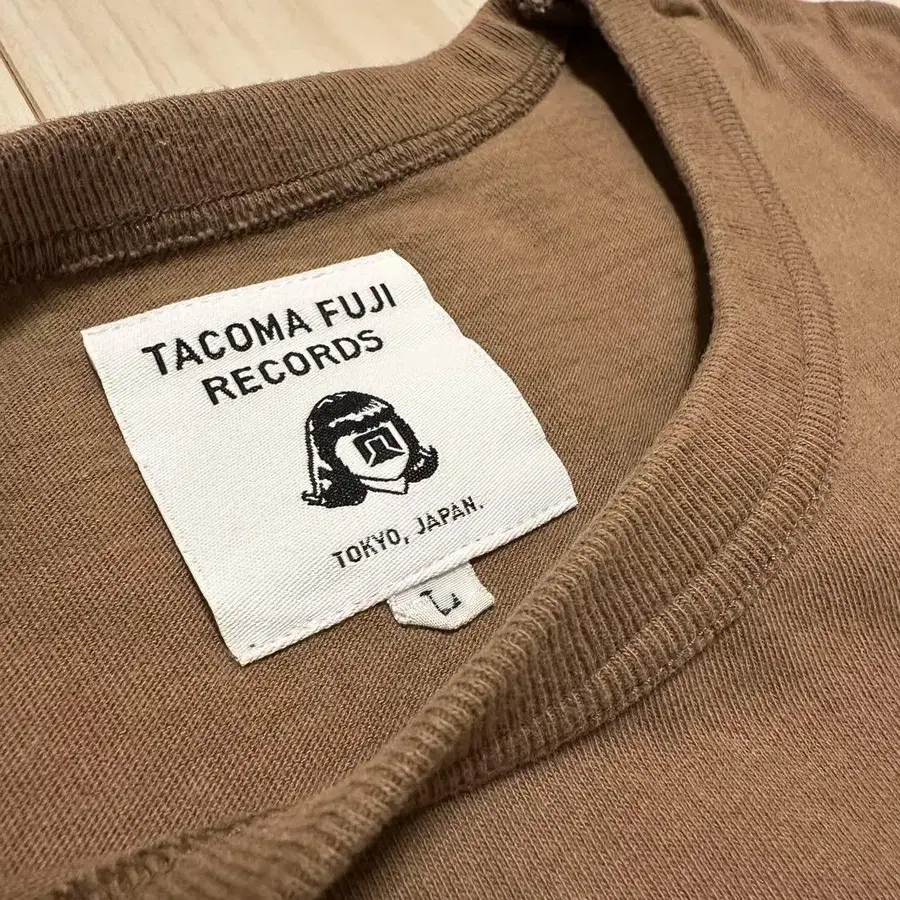 TACOMA FUJI
RECORDS
TOKYO, JAPAN.
L